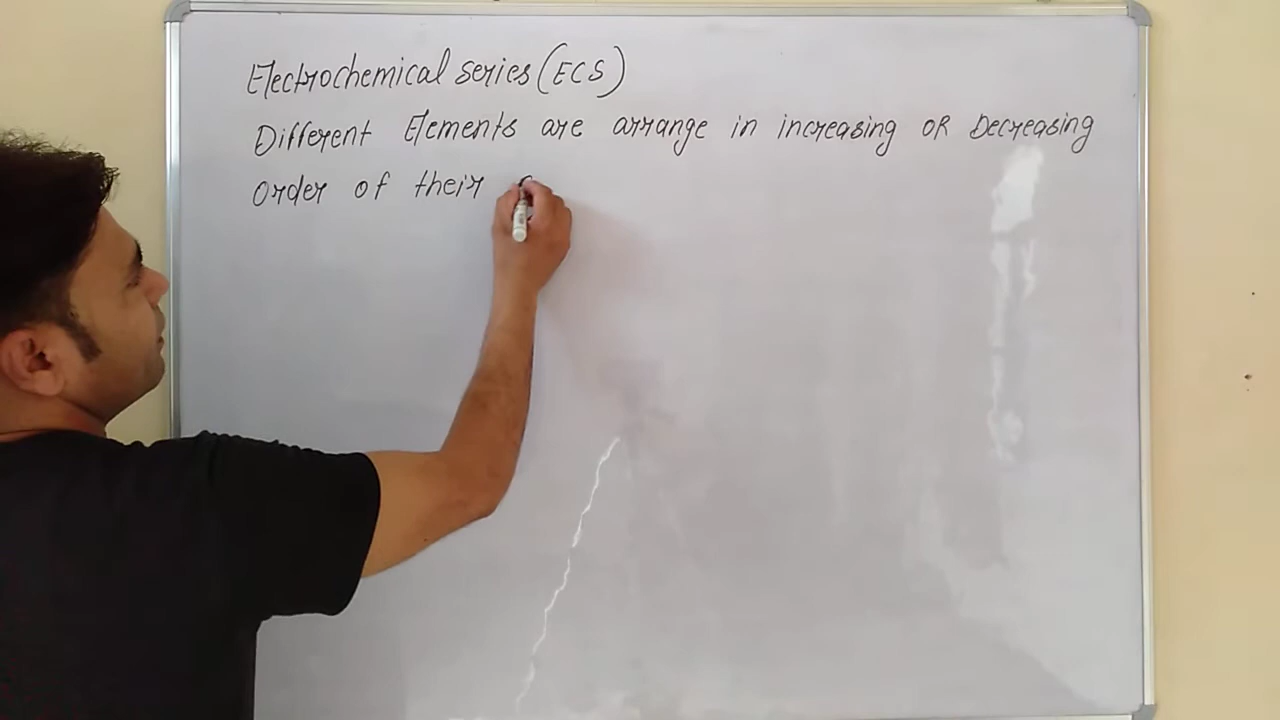 Electrochemical series (ECS)
Different Elements are arrange in increasing OR Decreasing
Order of their